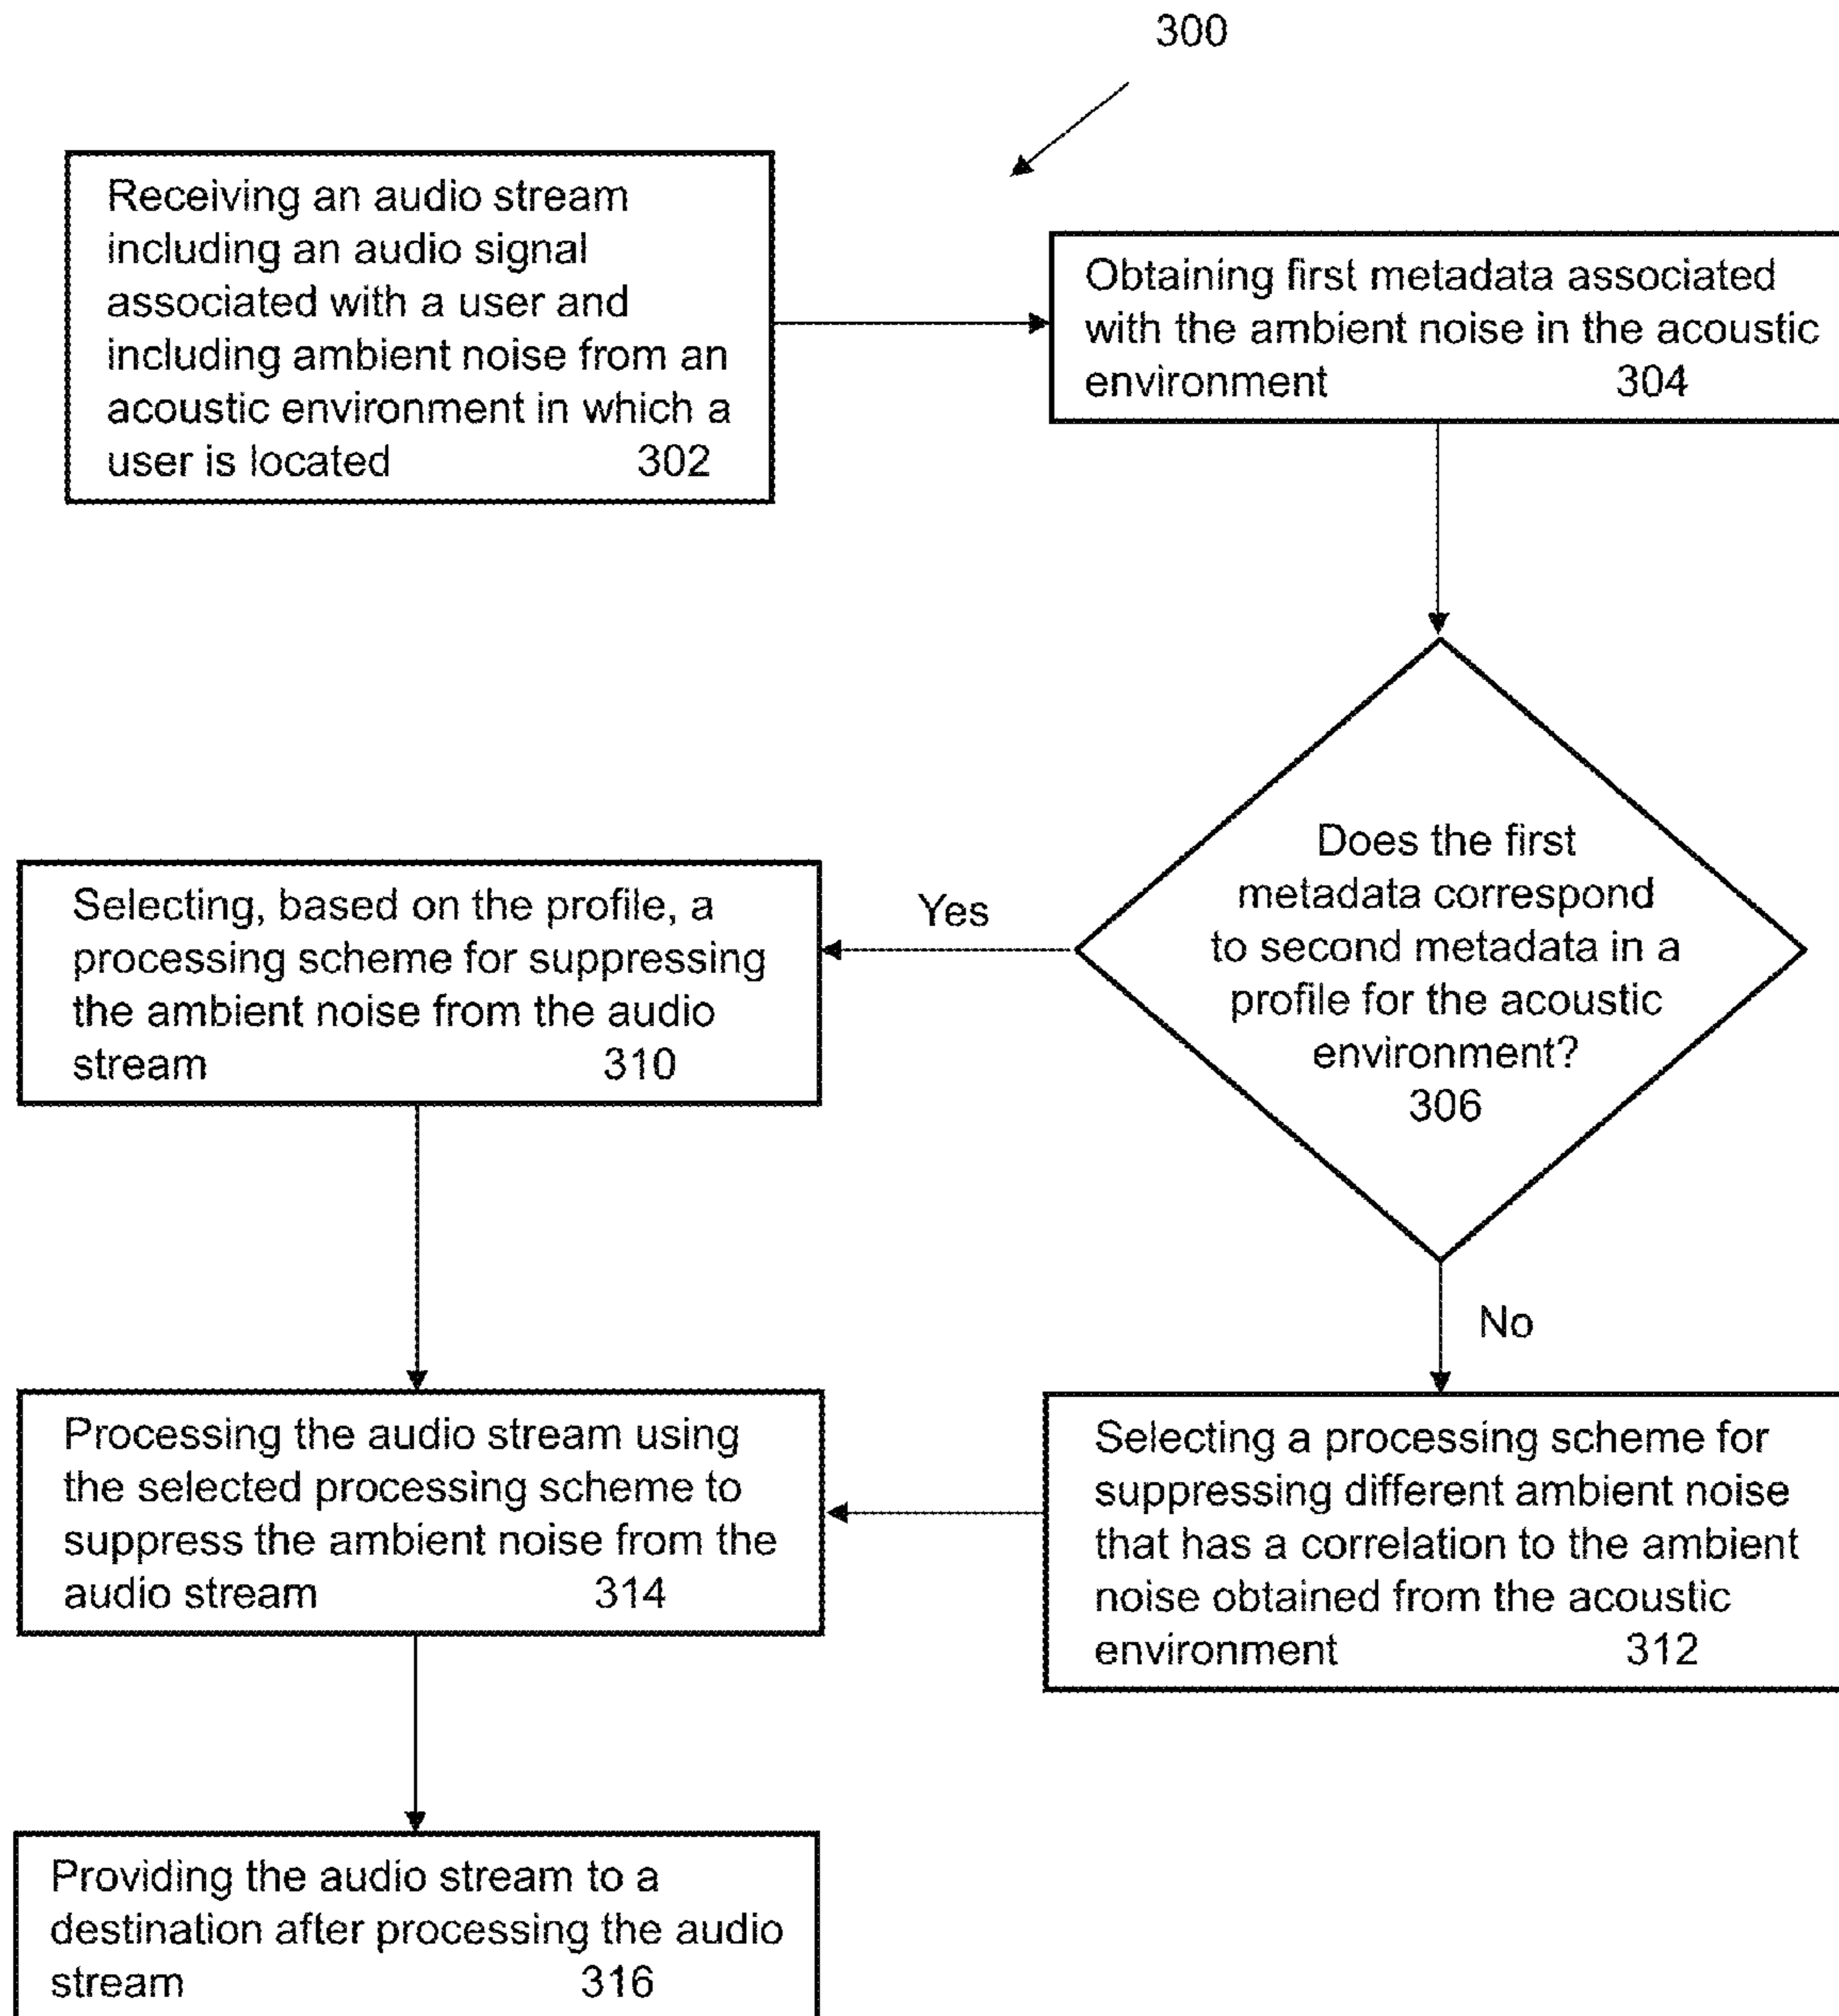 300
Receiving an audio stream
including an audio signal
associated with a user and
including ambient noise from an
acoustic environment in which a
user is located 302
Obtaining first metadata associated
with the ambient noise in the acoustic
environment 304
Does the first
metadata correspond
to second metadata in a
profile for the acoustic
environment?
306
Yes
Selecting, based on the profile, a
processing scheme for suppressing
the ambient noise from the audio
stream 310
No
Selecting a processing scheme for
suppressing different ambient noise
that has a correlation to the ambient
noise obtained from the acoustic
environment 312
Processing the audio stream using
the selected processing scheme to
suppress the ambient noise from the
audio stream 314
Providing the audio stream to a
destination after processing the audio
stream 316